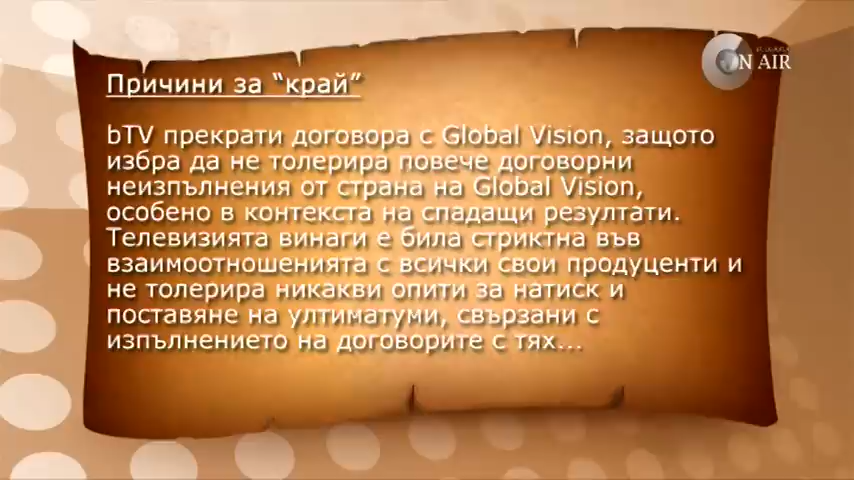 BULGARIA
ON AIR
Причини за “край”
bTV прекрати договора с Global Vision, защото
избра да не толерира повече договорни
неизпълнения от страна на Global Vision,
особено в контекста на спадащи резултати.
Телевизията винаги е била стриктна във
взаимоотношенията с всички свои продуценти и
не толерира никакви опити за натиск и
поставяне на ултиматуми, свързани с
изпълнението на договорите с тях...